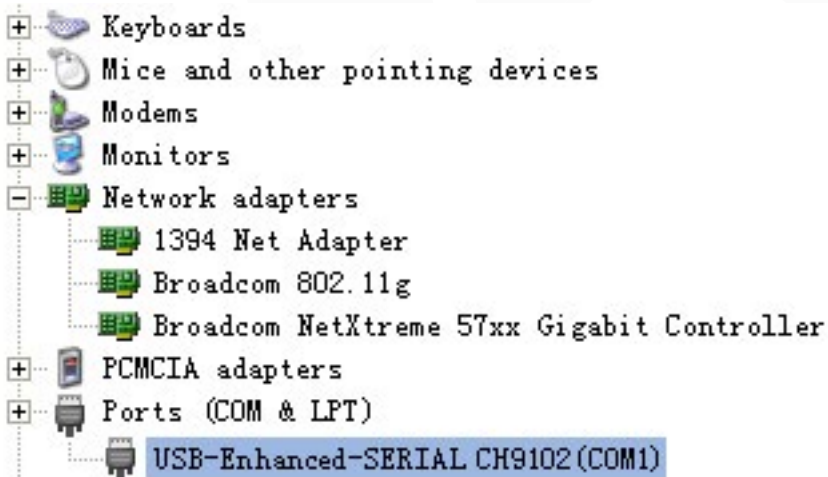 Keyboards
Mice and other pointing devices
Modems
Monitors
Network adapters
1394 Net Adapter
Broadcom 802.11g
Broadcom NetXtreme 57xx Gigabit Controller
PCMCIA adapters
Ports (COM & LPT)
USB-Enhanced-SERIAL CH9102(COM1)